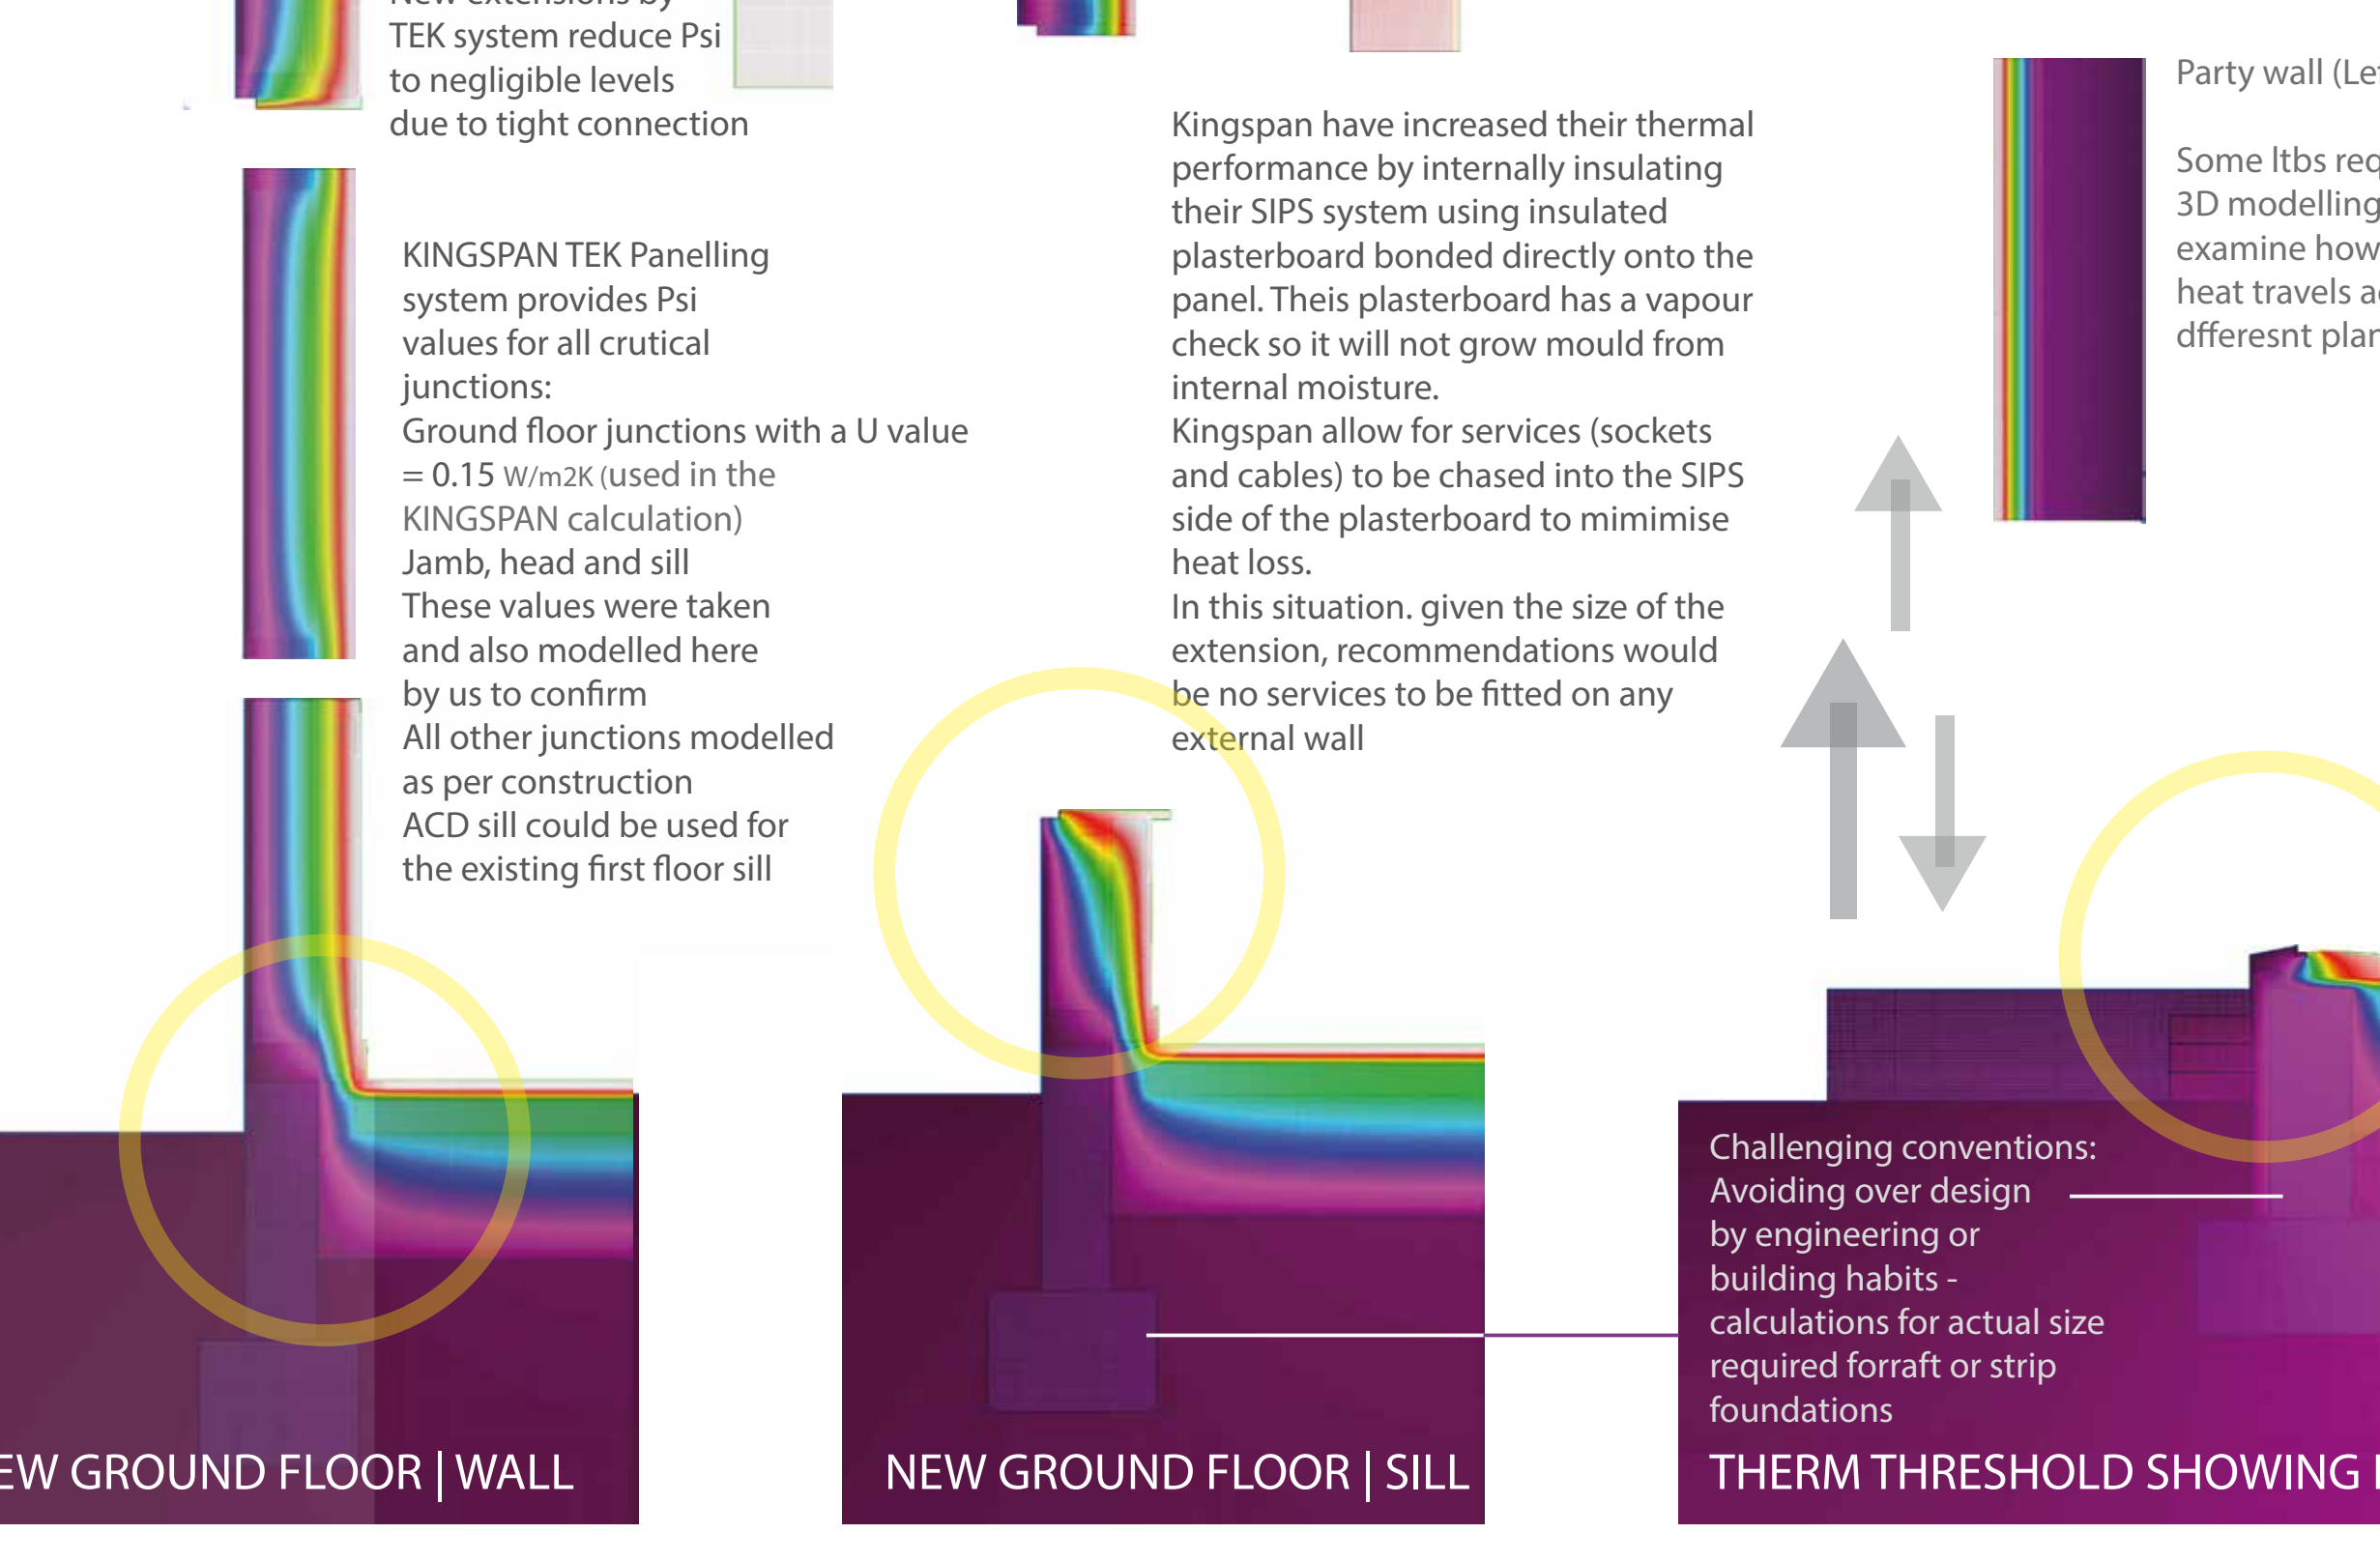 New extensions by
TEK system reduce Psi
to negligible levels
due to tight connection
KINGSPAN TEK Panelling
system provides Psi
values for all crutical
junctions:
Ground floor junctions with a U value
= 0.15 W/m2K (used in the
KINGSPAN calculation)
Jamb, head and sill
These values were taken
and also modelled here
by us to confirm
All other junctions modelled
as per construction
ACD sill could be used for
the existing first floor sill
Kingspan have increased their thermal
performance by internally insulating
their SIPS system using insulated
plasterboard bonded directly onto the
panel. Theis plasterboard has a vapour
check so it will not grow mould from
internal moisture.
Kingspan allow for services (sockets
and cables) to be chased into the SIPS
side of the plasterboard to mimimise
heat loss.
In this situation. given the size of the
extension, recommendations would
be no services to be fitted on any
external wall
Party wall
Some ltbs
3D modelling
examine how
heat travels
dfferesnt
Challenging conventions:
Avoiding over design
by engineering or
building habits -
calculations for actual size
required forraft or strip
foundations
GROUND FLOOR | WALL
NEW GROUND FLOOR | SILL
THERM THRESHOLD SHOWING